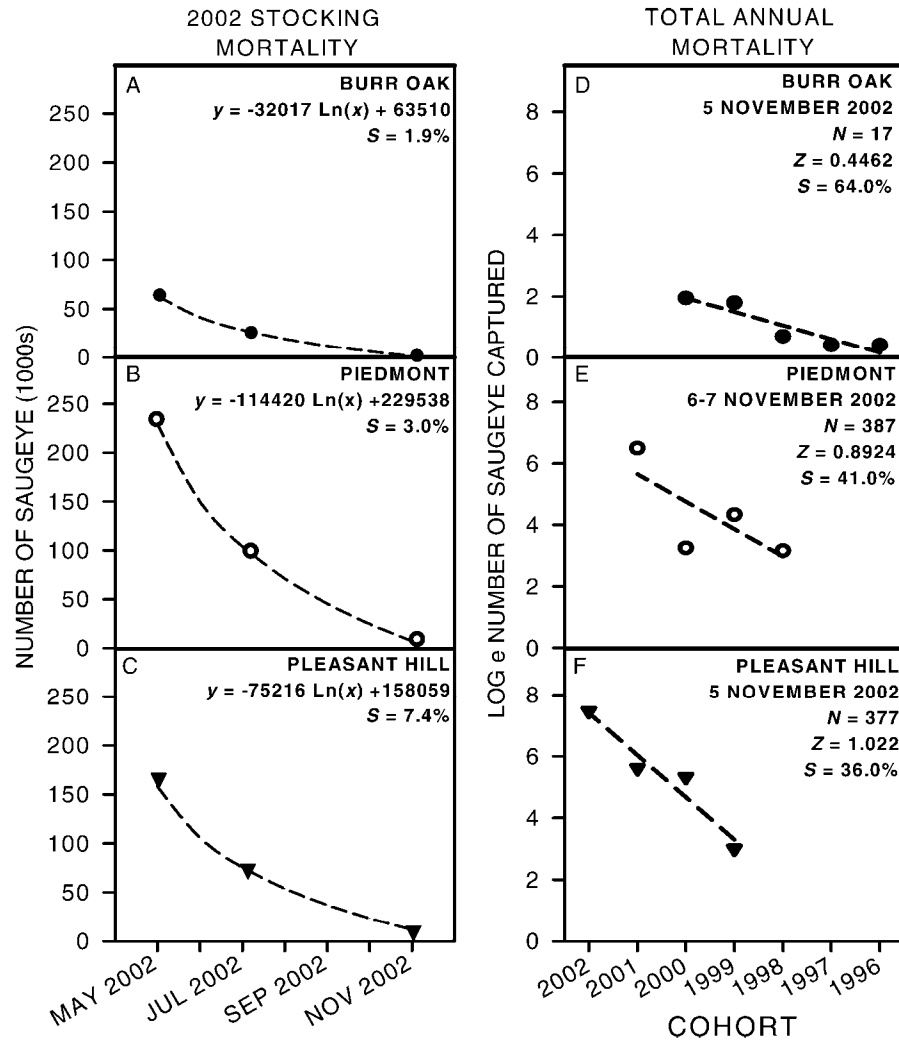 2002 STOCKING
MORTALITY
TOTAL ANNUAL
MORTALITY
NUMBER OF SAUGEYE (1000s)
A
BURR OAK
y = -32017 Ln(x) + 63510
S = 1.9%
250
200
150
100
50
0
B
PIEDMONT
y = -114420 Ln(x) +229538
S = 3.0%
250
200
150
100
50
0
C
PLEASANT HILL
y = -75216 Ln(x) +158059
S = 7.4%
250
200
150
100
50
0
MAY 2002
JUL 2002
SEP 2002
NOV 2002
LOG e NUMBER OF SAUGEYE CAPTURED
D
BURR OAK
5 NOVEMBER 2002
N = 17
Z = 0.4462
S = 64.0%
8
6
4
2
0
E
PIEDMONT
6-7 NOVEMBER 2002
N = 387
Z = 0.8924
S = 41.0%
8
6
4
2
0
F
PLEASANT HILL
5 NOVEMBER 2002
N = 377
Z = 1.022
S = 36.0%
8
6
4
2
0
2002
2001
2000
1999
1998
1997
1996
COHORT